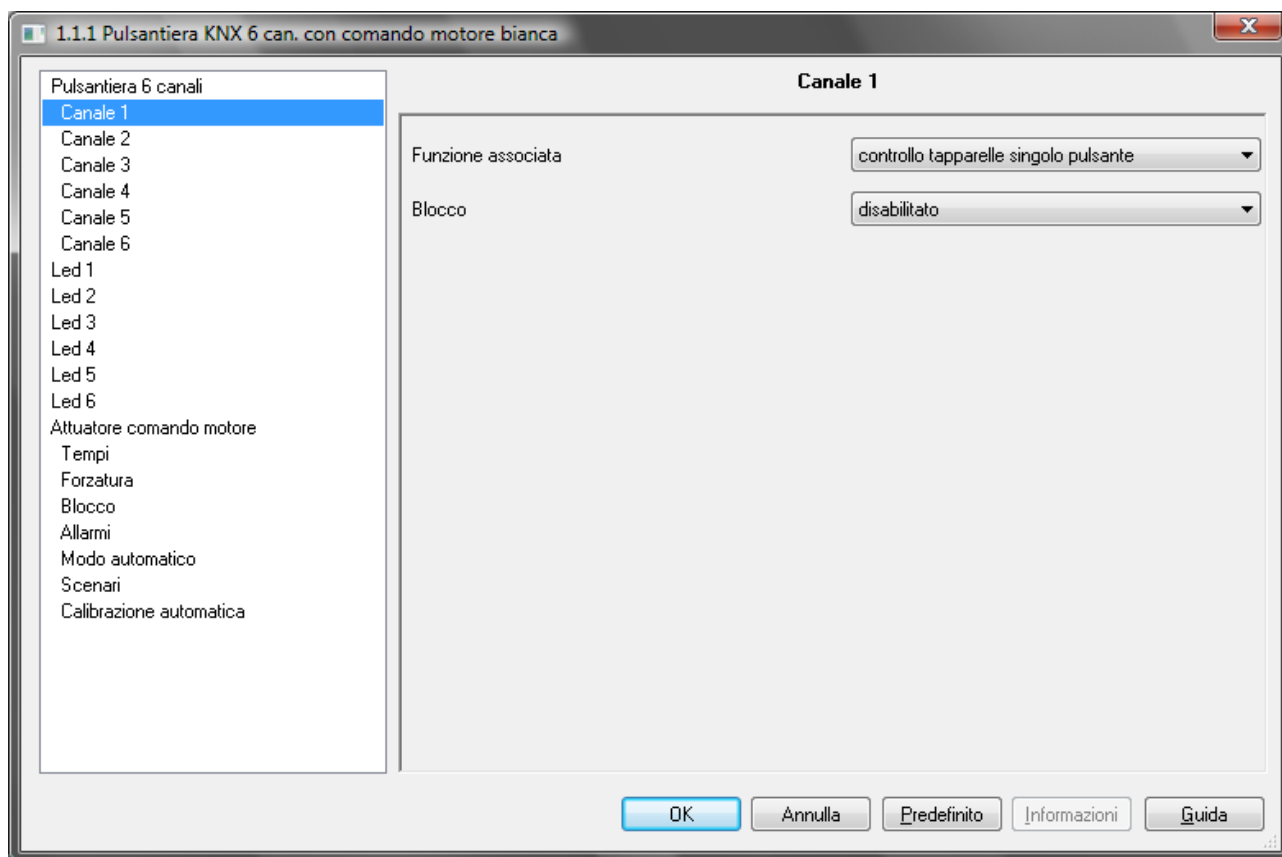 1.1.1 Pulsantiera KNX 6 can. con comando motore bianca
Pulsantiera 6 canali
Canale 1
Canale 2
Canale 3
Canale 4
Canale 5
Canale 6
Led 1
Led 2
Led 3
Led 4
Led 5
Led 6
Attuatore comando motore
Tempi
Forzatura
Blocco
Allarmi
Modo automatico
Scenari
Calibrazione automatica
Canale 1
Funzione associata controllo tapparelle singolo pulsante
Blocco disabilitato
OK Annulla Predefinito Informazioni Guida